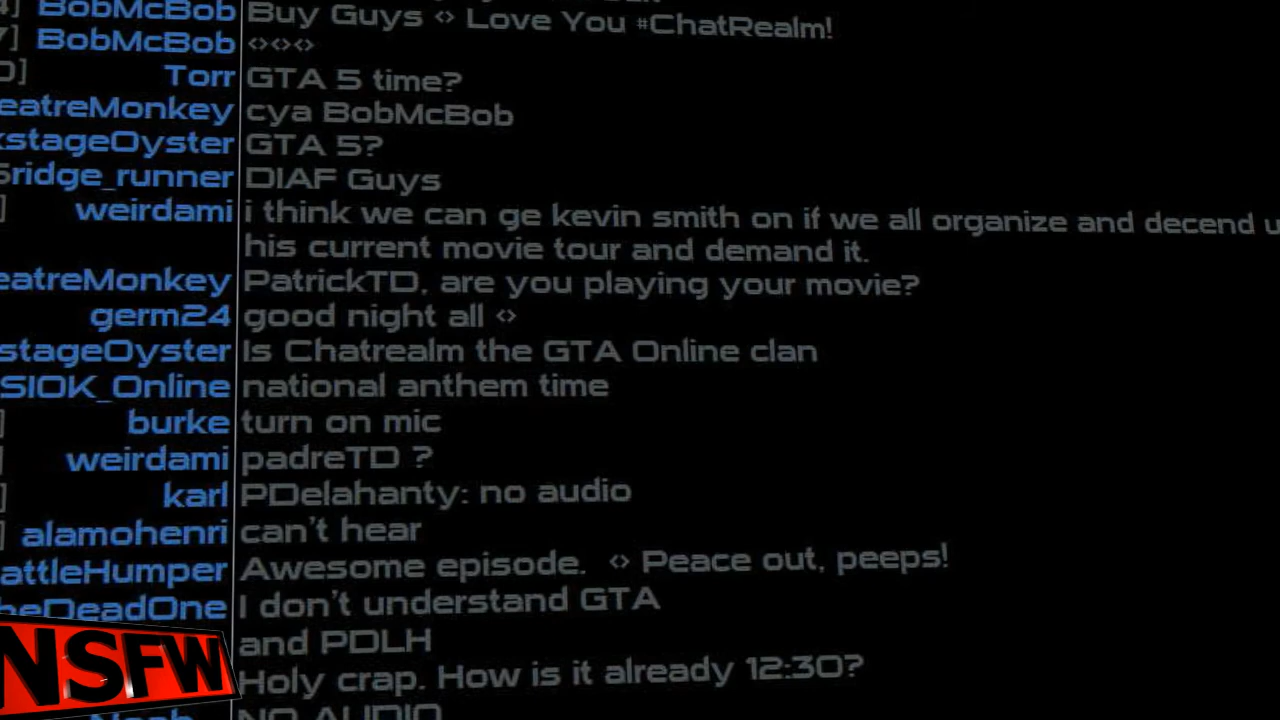 BobMcBob Buy Guys <> Love You #ChatRealm!
BobMcBob <><><>
Torr GTA 5 time?
eatreMonkey cya BobMcBob
kstageOyster GTA 5?
ridge_runner DIAF Guys
weirdami i think we can ge kevin smith on if we all organize and decend u
his current movie tour and demand it.
eatreMonkey PatrickTD, are you playing your movie?
germ24 good night all <>
stageOyster Is Chatrealm the GTA Online clan
SIOK_Online national anthem time
burke turn on mic
weirdami padreTD ?
karl PDelahanty: no audio
alamohenri can't hear
attleHumper Awesome episode. <> Peace out, peeps!
heDeadOne I don't understand GTA
and PDLH
Holy crap. How is it already 12:30?
NO AUDIO
NSFW